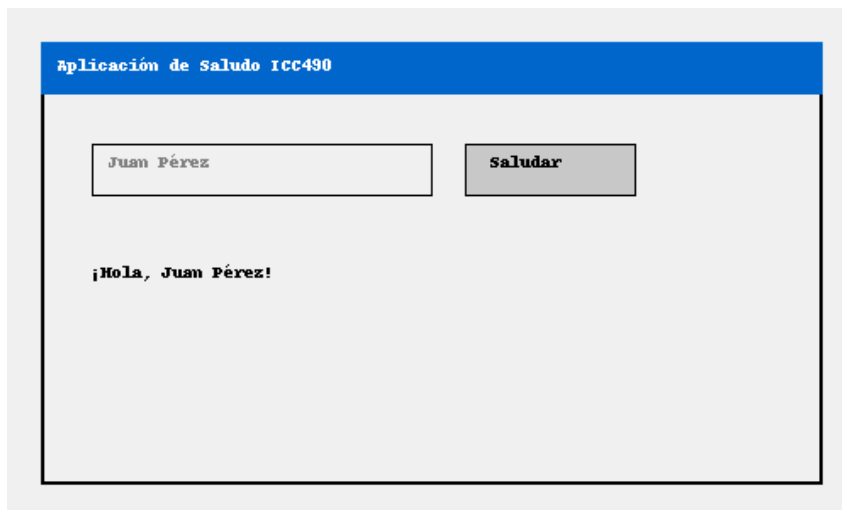 Aplicación de Saludo ICC490
Juan Pérez
Saludar
¡Hola, Juan Pérez!